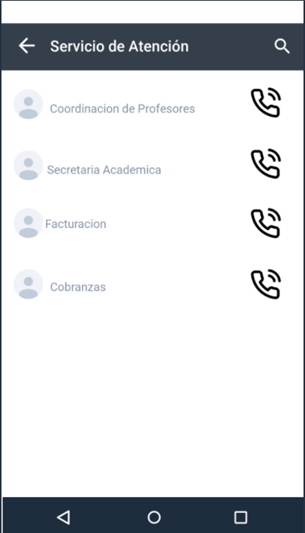 Servicio de Atención
Coordinacion de Profesores
Secretaria Academica
Facturacion
Cobranzas